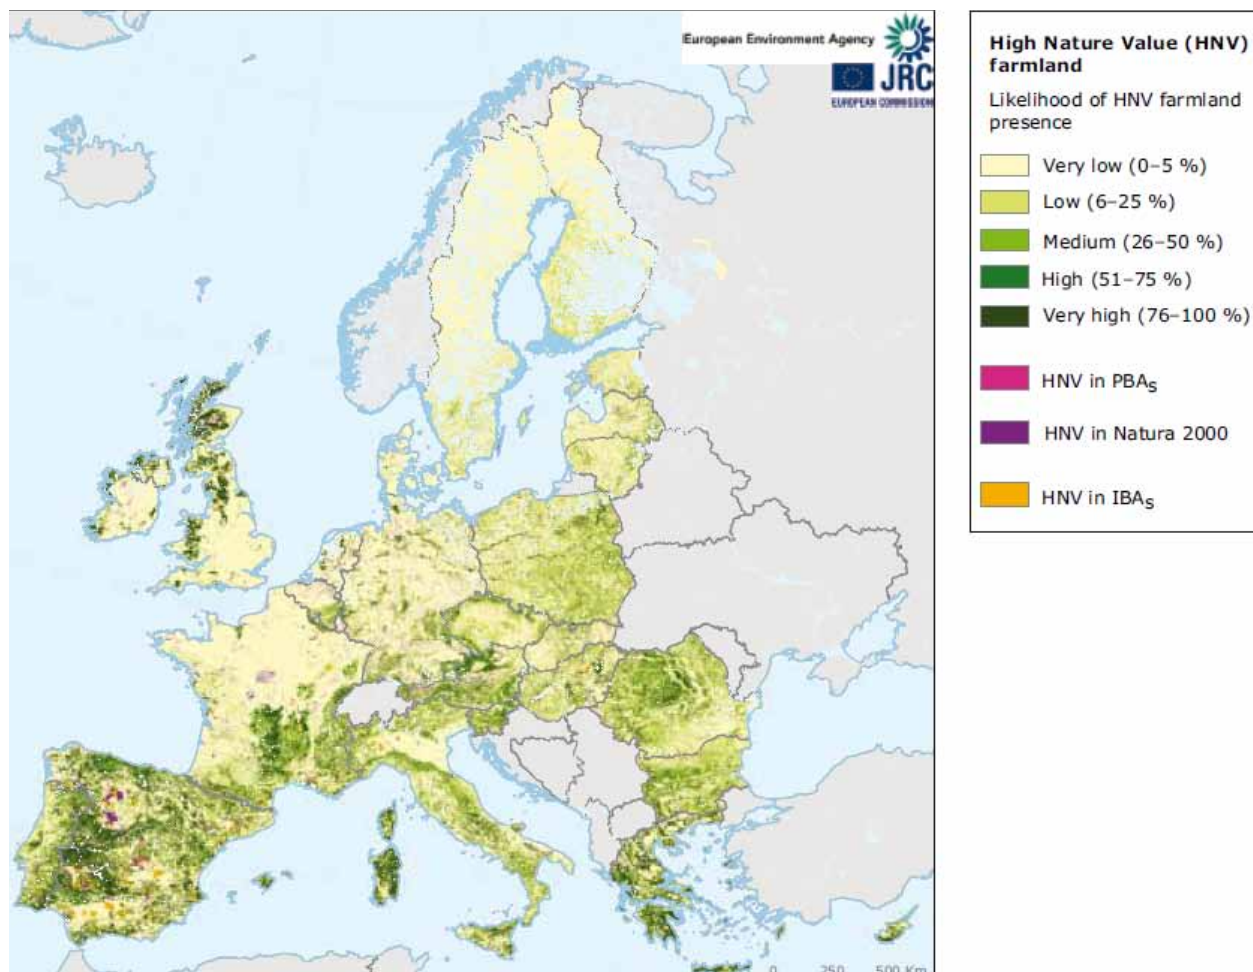 European Environment Agency
JRC
EUROPEAN COMMISSION
0 250 500 Km
High Nature Value (HNV)
farmland
Likelihood of HNV farmland
presence
Very low (0–5 %)
Low (6–25 %)
Medium (26–50 %)
High (51–75 %)
Very high (76–100 %)
HNV in PBAs
HNV in Natura 2000
HNV in IBAs